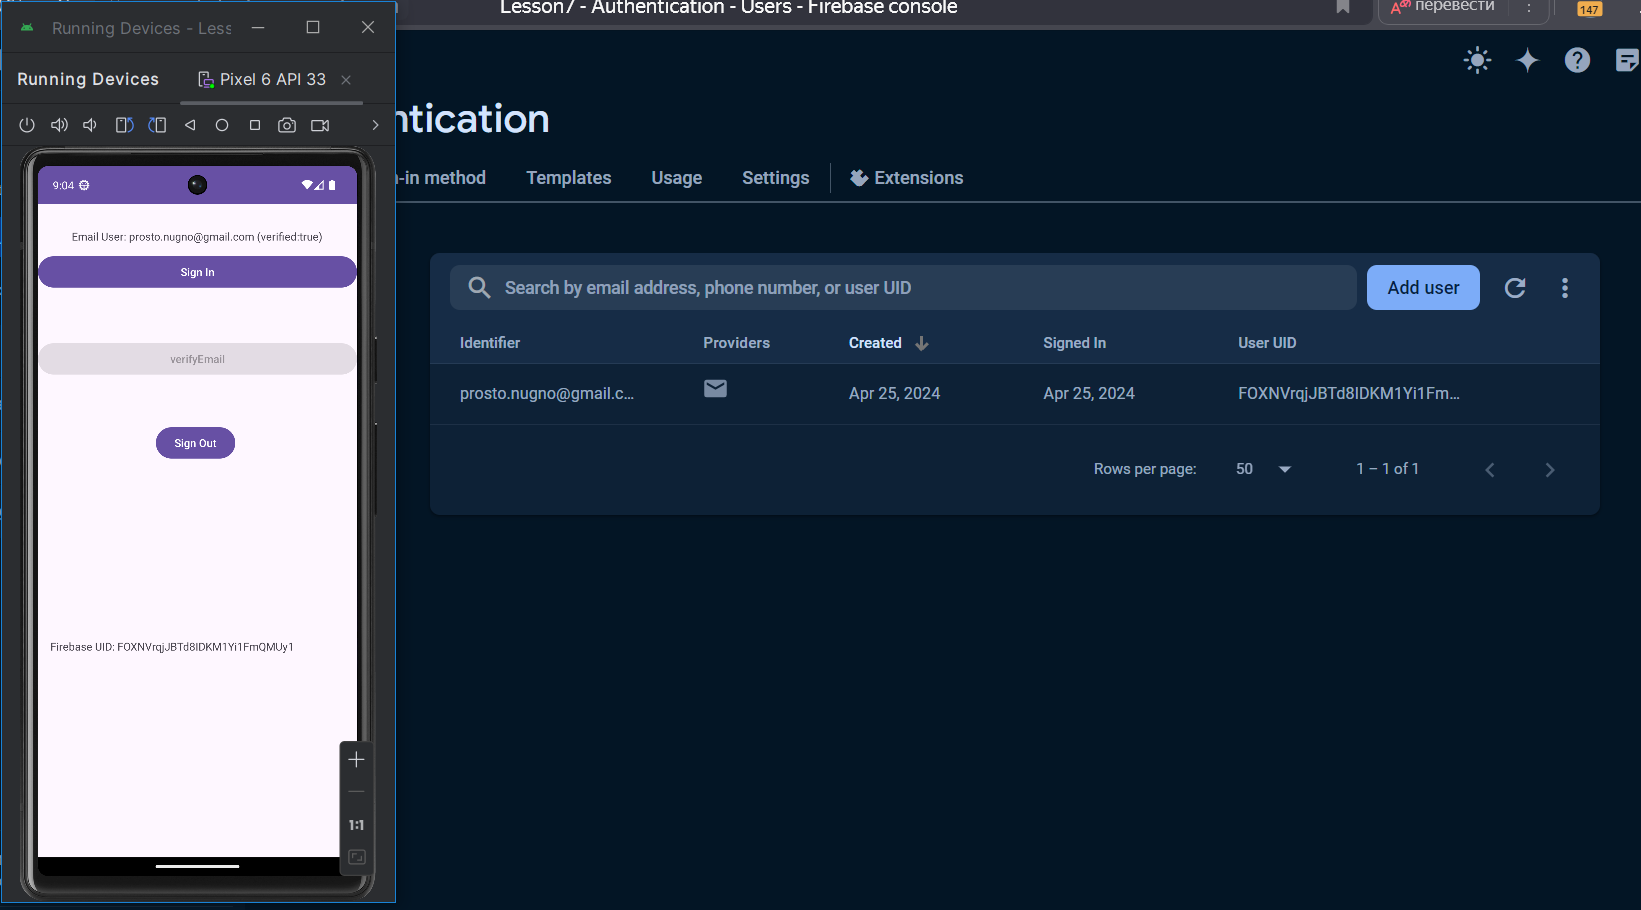 Running Devices - Less
Running Devices
Pixel 6 API 33
9:04
Email User: prosto.nugno@gmail.com (verified:true)
Sign In
verifyEmail
Sign Out
Firebase UID: FOXNVrqjJBTd8IDKM1Yi1FmQMUy1
1:1
Lesson7 - Authentication - Users - Firebase console
перевести
147
ntication
n-in method
Templates
Usage
Settings
Extensions
Search by email address, phone number, or user UID
Add user
Identifier
Providers
Created
Signed In
User UID
prosto.nugno@gmail.c...
Apr 25, 2024
Apr 25, 2024
FOXNVrqjJBTd8IDKM1Yi1Fm...
Rows per page:
50
1 – 1 of 1